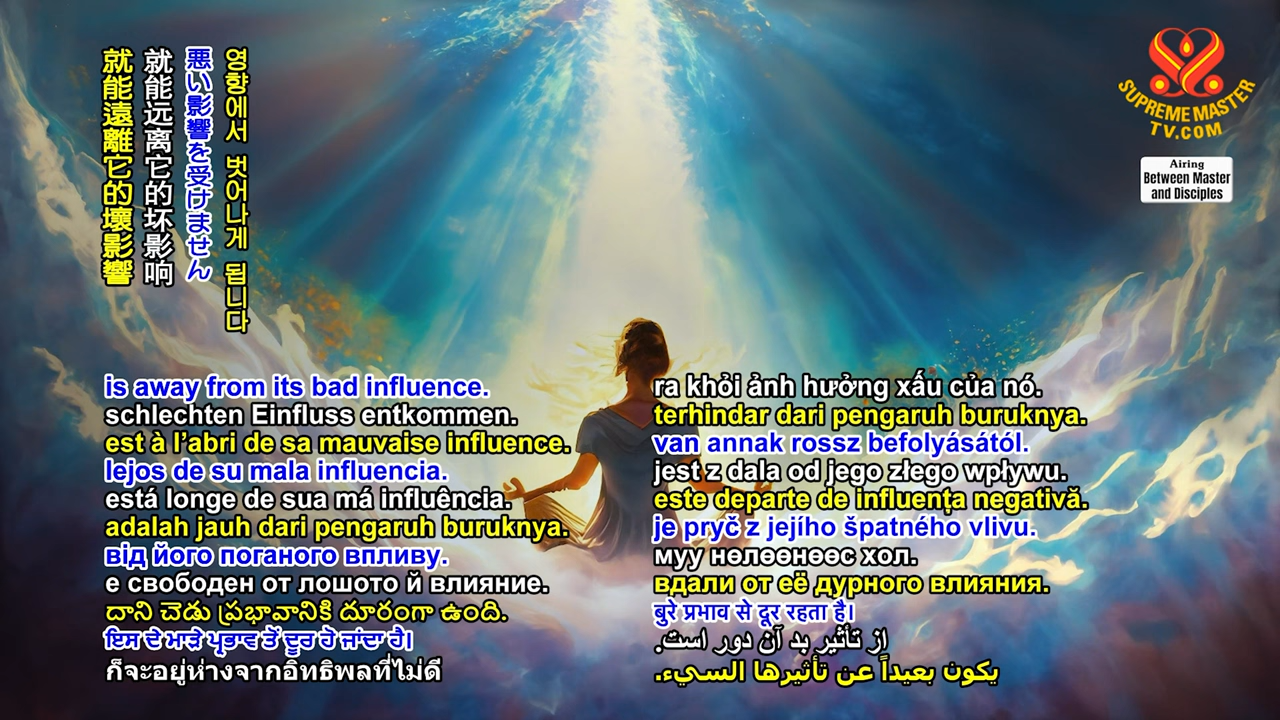 就能遠離它的壞影響
就能远离它的坏影响
悪い影響を受けません
영향에서 벗어나게 됩니다
SUPREME MASTER
TV.COM
Airing
Between Master
and Disciples
is away from its bad influence.
schlechten Einfluss entkommen.
est à l’abri de sa mauvaise influence.
lejos de su mala influencia.
está longe de sua má influência.
adalah jauh dari pengaruh buruknya.
від його поганого впливу.
е свободен от лошото й влияние.
దాని చెడు ప్రభావానికి దూరంగా ఉంది.
ਇਸ ਦੇ ਮਾੜੇ ਪ੍ਰਭਾਵ ਤੋਂ ਦੂਰ ਹੋ ਜਾਂਦਾ ਹੈ।
ก็จะอยู่ห่างจากอิทธิพลที่ไม่ดี
ra khỏi ảnh hưởng xấu của nó.
terhindar dari pengaruh buruknya.
van annak rossz befolyásától.
jest z dala od jego złego wpływu.
este departe de influența negativă.
je pryč z jejího špatného vlivu.
муу нөлөөнөөс хол.
вдали от её дурного влияния.
बुरे प्रभाव से दूर रहता है।
از تأثیر بد آن دور است.
يكون بعيداً عن تأثيرها السيء.